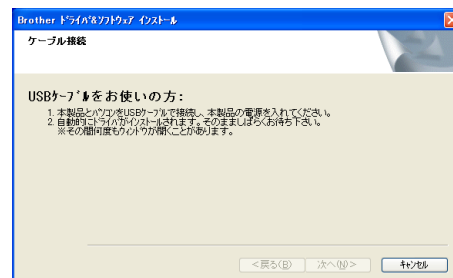 Brother ﾄﾞﾗｲﾊﾞ&ｿﾌﾄｳｪｱ ｲﾝｽﾄｰﾙ
ケーブル接続
USBｹｰﾌﾞﾙをお使いの方:
1. 本製品とﾊﾟｿｺﾝをUSBｹｰﾌﾞﾙで接続し、本製品の電源を入れてください。
2. 自動的にﾄﾞﾗｲﾊﾞがｲﾝｽﾄｰﾙされます。そのまましばらくお待ち下さい。
※その間何度もｳｨﾝﾄﾞｳが開くことがあります。
<戻る(B)
次へ(N)>
ｷｬﾝｾﾙ